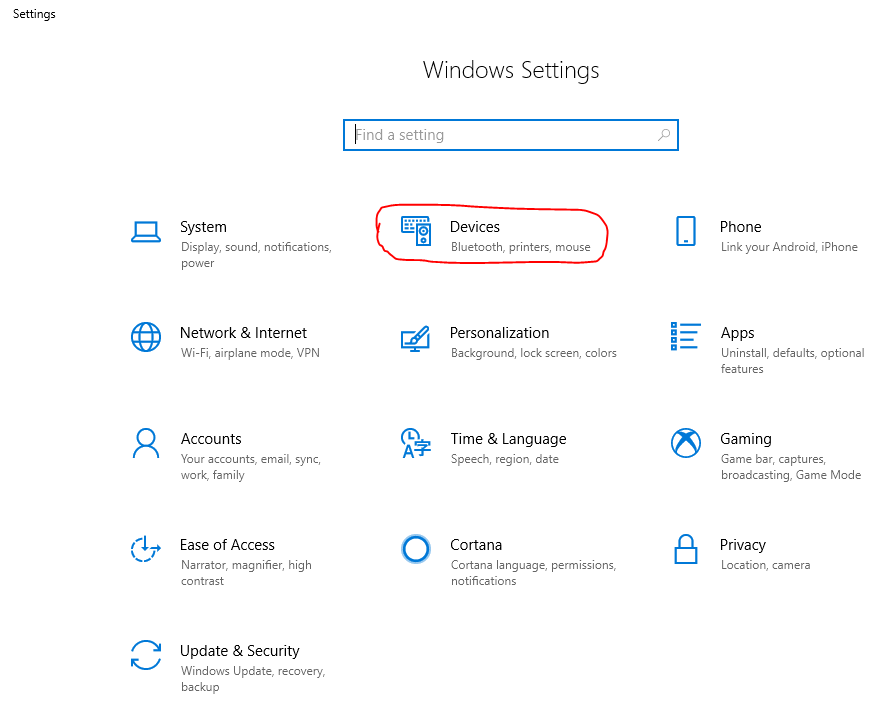 Settings
Windows Settings
Find a setting
System
Display, sound, notifications,
power
Devices
Bluetooth, printers, mouse
Phone
Link your Android, iPhone
Network & Internet
Wi-Fi, airplane mode, VPN
Personalization
Background, lock screen, colors
Apps
Uninstall, defaults, optional
features
Accounts
Your accounts, email, sync,
work, family
Time & Language
Speech, region, date
Gaming
Game bar, captures,
broadcasting, Game Mode
Ease of Access
Narrator, magnifier, high
contrast
Cortana
Cortana language, permissions,
notifications
Privacy
Location, camera
Update & Security
Windows Update, recovery,
backup